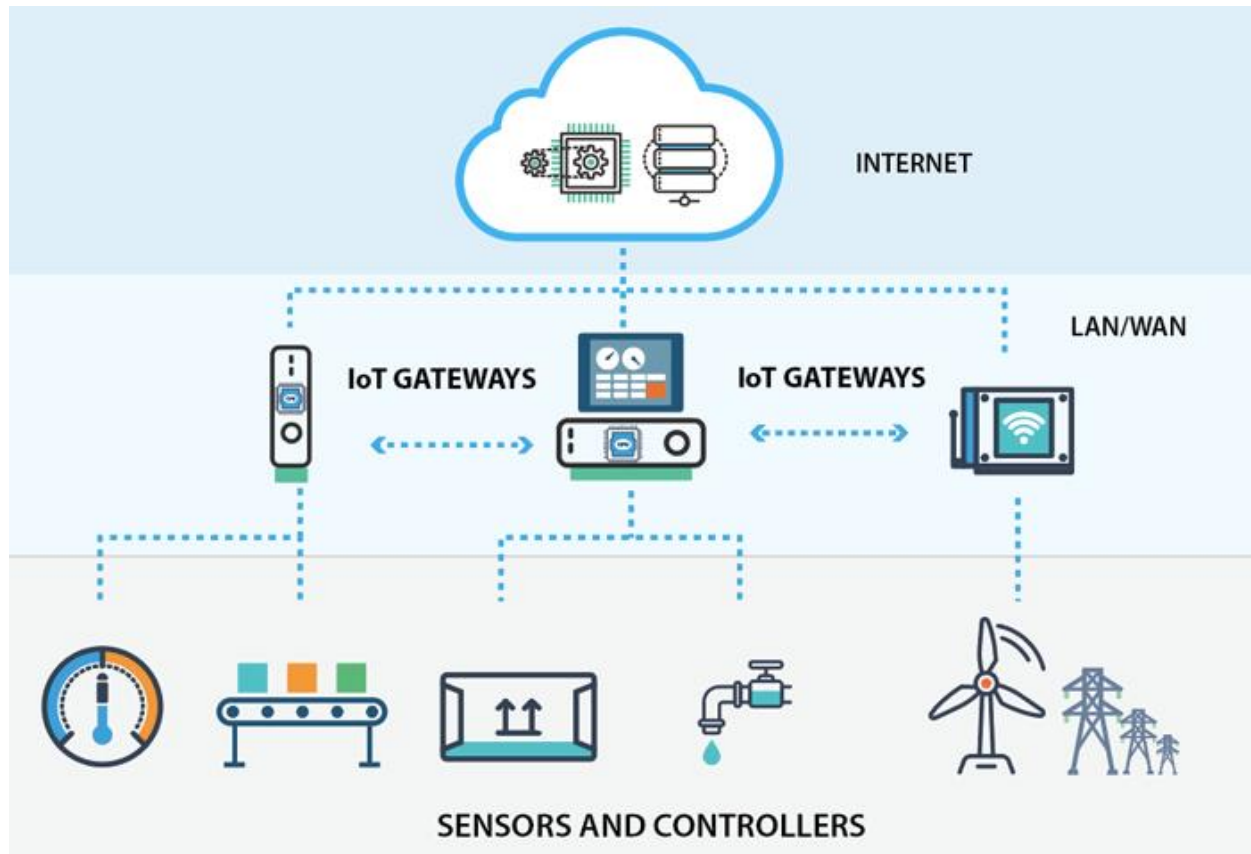 INTERNET
LAN/WAN
IoT GATEWAYS
IoT GATEWAYS
SENSORS AND CONTROLLERS